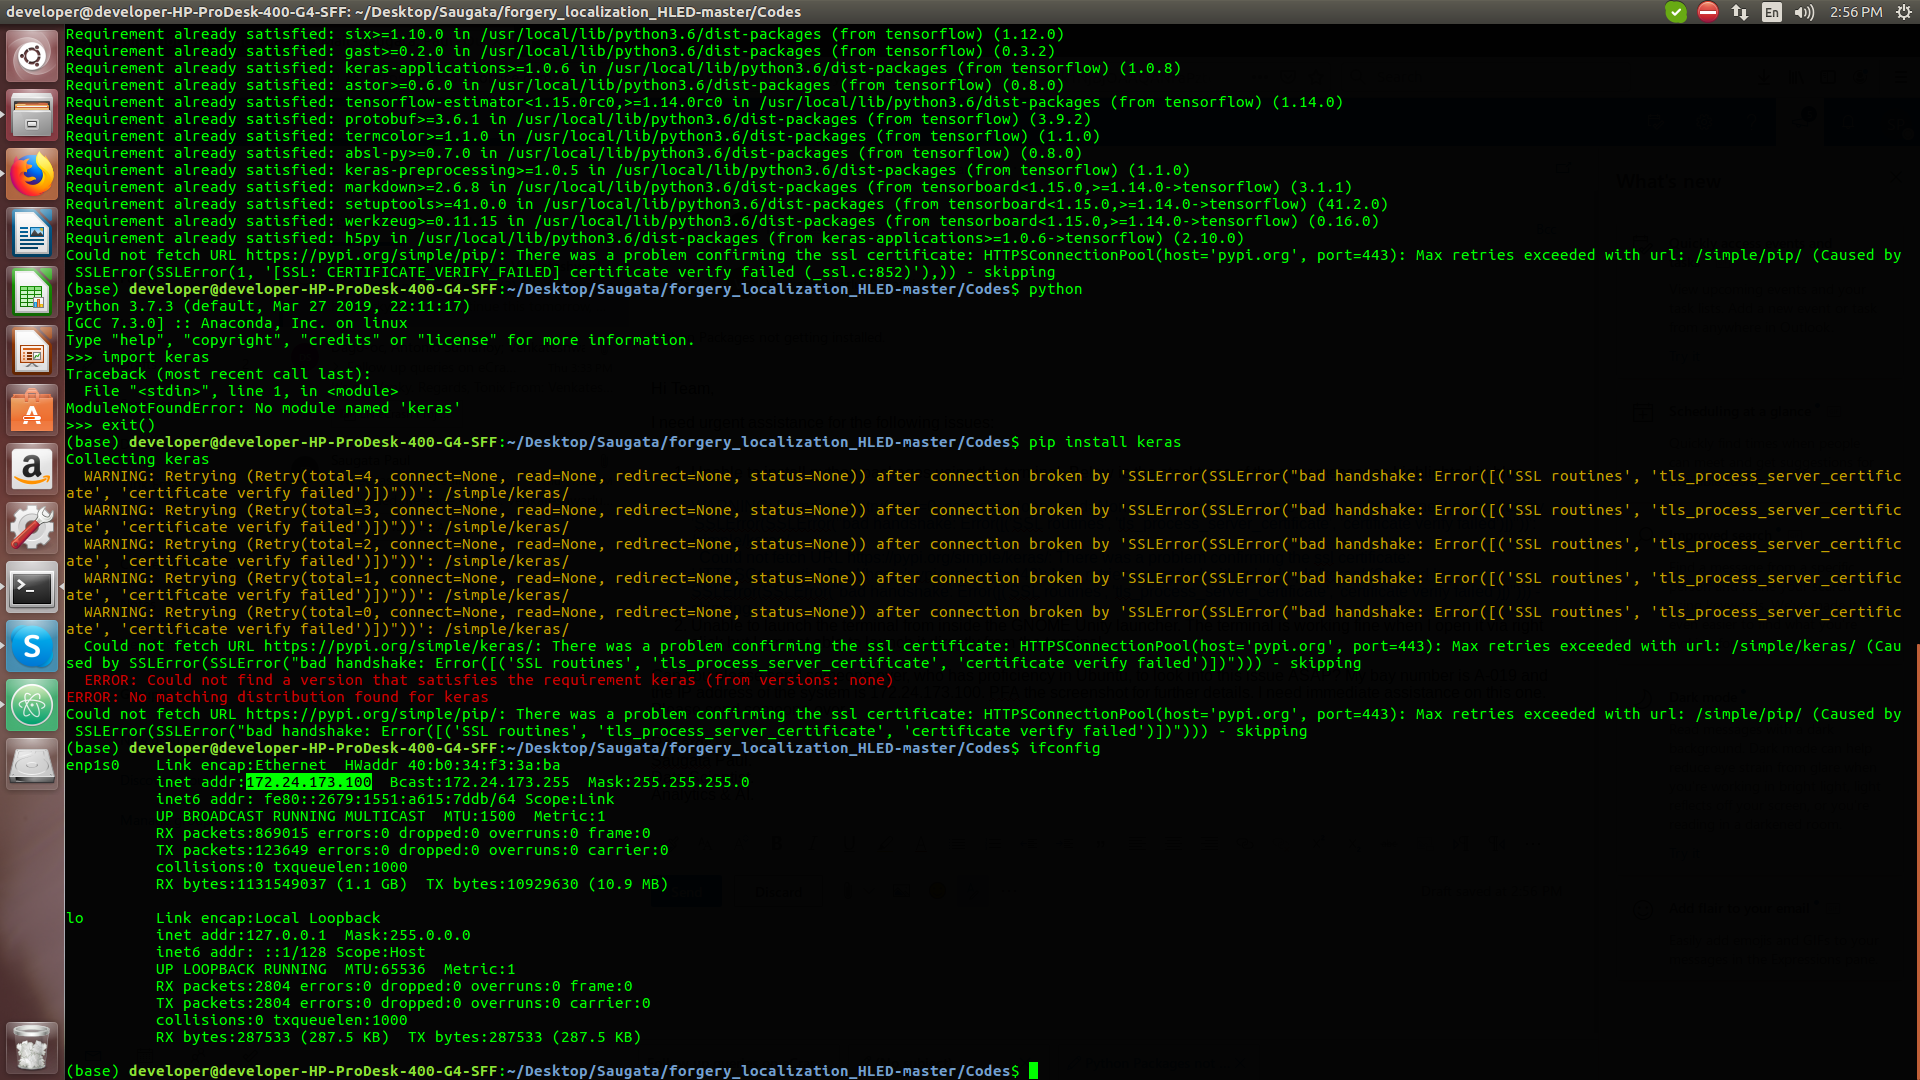 developer@developer-HP-ProDesk-400-G4-SFF: ~/Desktop/Saugata/forgery_localization_HLED-master/Codes
En
2:56 PM
Requirement already satisfied: six>=1.10.0 in /usr/local/lib/python3.6/dist-packages (from tensorflow) (1.12.0)
Requirement already satisfied: gast>=0.2.0 in /usr/local/lib/python3.6/dist-packages (from tensorflow) (0.3.2)
Requirement already satisfied: keras-applications>=1.0.6 in /usr/local/lib/python3.6/dist-packages (from tensorflow) (1.0.8)
Requirement already satisfied: astor>=0.6.0 in /usr/local/lib/python3.6/dist-packages (from tensorflow) (0.8.0)
Requirement already satisfied: tensorflow-estimator<1.15.0rc0,>=1.14.0rc0 in /usr/local/lib/python3.6/dist-packages (from tensorflow) (1.14.0)
Requirement already satisfied: protobuf>=3.6.1 in /usr/local/lib/python3.6/dist-packages (from tensorflow) (3.9.2)
Requirement already satisfied: termcolor>=1.1.0 in /usr/local/lib/python3.6/dist-packages (from tensorflow) (1.1.0)
Requirement already satisfied: absl-py>=0.7.0 in /usr/local/lib/python3.6/dist-packages (from tensorflow) (0.8.0)
Requirement already satisfied: keras-preprocessing>=1.0.5 in /usr/local/lib/python3.6/dist-packages (from tensorflow) (1.1.0)
Requirement already satisfied: markdown>=2.6.8 in /usr/local/lib/python3.6/dist-packages (from tensorboard<1.15.0,>=1.14.0->tensorflow) (3.1.1)
Requirement already satisfied: setuptools>=41.0.0 in /usr/local/lib/python3.6/dist-packages (from tensorboard<1.15.0,>=1.14.0->tensorflow) (41.2.0)
Requirement already satisfied: werkzeug>=0.11.15 in /usr/local/lib/python3.6/dist-packages (from tensorboard<1.15.0,>=1.14.0->tensorflow) (0.16.0)
Requirement already satisfied: h5py in /usr/local/lib/python3.6/dist-packages (from keras-applications>=1.0.6->tensorflow) (2.10.0)
Could not fetch URL https://pypi.org/simple/pip/: There was a problem confirming the ssl certificate: HTTPSConnectionPool(host='pypi.org', port=443): Max retries exceeded with url: /simple/pip/ (Caused by
 SSLError(SSLError(1, '[SSL: CERTIFICATE_VERIFY_FAILED] certificate verify failed (_ssl.c:852)'),)) - skipping
(base) developer@developer-HP-ProDesk-400-G4-SFF:~/Desktop/Saugata/forgery_localization_HLED-master/Codes$ python
Python 3.7.3 (default, Mar 27 2019, 22:11:17)
[GCC 7.3.0] :: Anaconda, Inc. on linux
Type "help", "copyright", "credits" or "license" for more information.
>>> import keras
Traceback (most recent call last):
  File "<stdin>", line 1, in <module>
ModuleNotFoundError: No module named 'keras'
>>> exit()
(base) developer@developer-HP-ProDesk-400-G4-SFF:~/Desktop/Saugata/forgery_localization_HLED-master/Codes$ pip install keras
Collecting keras
  WARNING: Retrying (Retry(total=4, connect=None, read=None, redirect=None, status=None)) after connection broken by 'SSLError(SSLError("bad handshake: Error([('SSL routines', 'tls_process_server_certific
ate', 'certificate verify failed')])"))': /simple/keras/
  WARNING: Retrying (Retry(total=3, connect=None, read=None, redirect=None, status=None)) after connection broken by 'SSLError(SSLError("bad handshake: Error([('SSL routines', 'tls_process_server_certific
ate', 'certificate verify failed')])"))': /simple/keras/
  WARNING: Retrying (Retry(total=2, connect=None, read=None, redirect=None, status=None)) after connection broken by 'SSLError(SSLError("bad handshake: Error([('SSL routines', 'tls_process_server_certific
ate', 'certificate verify failed')])"))': /simple/keras/
  WARNING: Retrying (Retry(total=1, connect=None, read=None, redirect=None, status=None)) after connection broken by 'SSLError(SSLError("bad handshake: Error([('SSL routines', 'tls_process_server_certific
ate', 'certificate verify failed')])"))': /simple/keras/
  WARNING: Retrying (Retry(total=0, connect=None, read=None, redirect=None, status=None)) after connection broken by 'SSLError(SSLError("bad handshake: Error([('SSL routines', 'tls_process_server_certific
ate', 'certificate verify failed')])"))': /simple/keras/
  Could not fetch URL https://pypi.org/simple/keras/: There was a problem confirming the ssl certificate: HTTPSConnectionPool(host='pypi.org', port=443): Max retries exceeded with url: /simple/keras/ (Cau
sed by SSLError(SSLError("bad handshake: Error([('SSL routines', 'tls_process_server_certificate', 'certificate verify failed')])"))) - skipping
  ERROR: Could not find a version that satisfies the requirement keras (from versions: none)
ERROR: No matching distribution found for keras
Could not fetch URL https://pypi.org/simple/pip/: There was a problem confirming the ssl certificate: HTTPSConnectionPool(host='pypi.org', port=443): Max retries exceeded with url: /simple/pip/ (Caused by
 SSLError(SSLError("bad handshake: Error([('SSL routines', 'tls_process_server_certificate', 'certificate verify failed')])"))) - skipping
(base) developer@developer-HP-ProDesk-400-G4-SFF:~/Desktop/Saugata/forgery_localization_HLED-master/Codes$ ifconfig
enp1s0    Link encap:Ethernet  HWaddr 40:b0:34:f3:3a:ba
          inet addr:172.24.173.100  Bcast:172.24.173.255  Mask:255.255.255.0
          inet6 addr: fe80::2679:1551:a615:7ddb/64 Scope:Link
          UP BROADCAST RUNNING MULTICAST  MTU:1500  Metric:1
          RX packets:869015 errors:0 dropped:0 overruns:0 frame:0
          TX packets:123649 errors:0 dropped:0 overruns:0 carrier:0
          collisions:0 txqueuelen:1000
          RX bytes:1131549037 (1.1 GB)  TX bytes:10929630 (10.9 MB)
lo        Link encap:Local Loopback
          inet addr:127.0.0.1  Mask:255.0.0.0
          inet6 addr: ::1/128 Scope:Host
          UP LOOPBACK RUNNING  MTU:65536  Metric:1
          RX packets:2804 errors:0 dropped:0 overruns:0 frame:0
          TX packets:2804 errors:0 dropped:0 overruns:0 carrier:0
          collisions:0 txqueuelen:1000
          RX bytes:287533 (287.5 KB)  TX bytes:287533 (287.5 KB)
(base) developer@developer-HP-ProDesk-400-G4-SFF:~/Desktop/Saugata/forgery_localization_HLED-master/Codes$